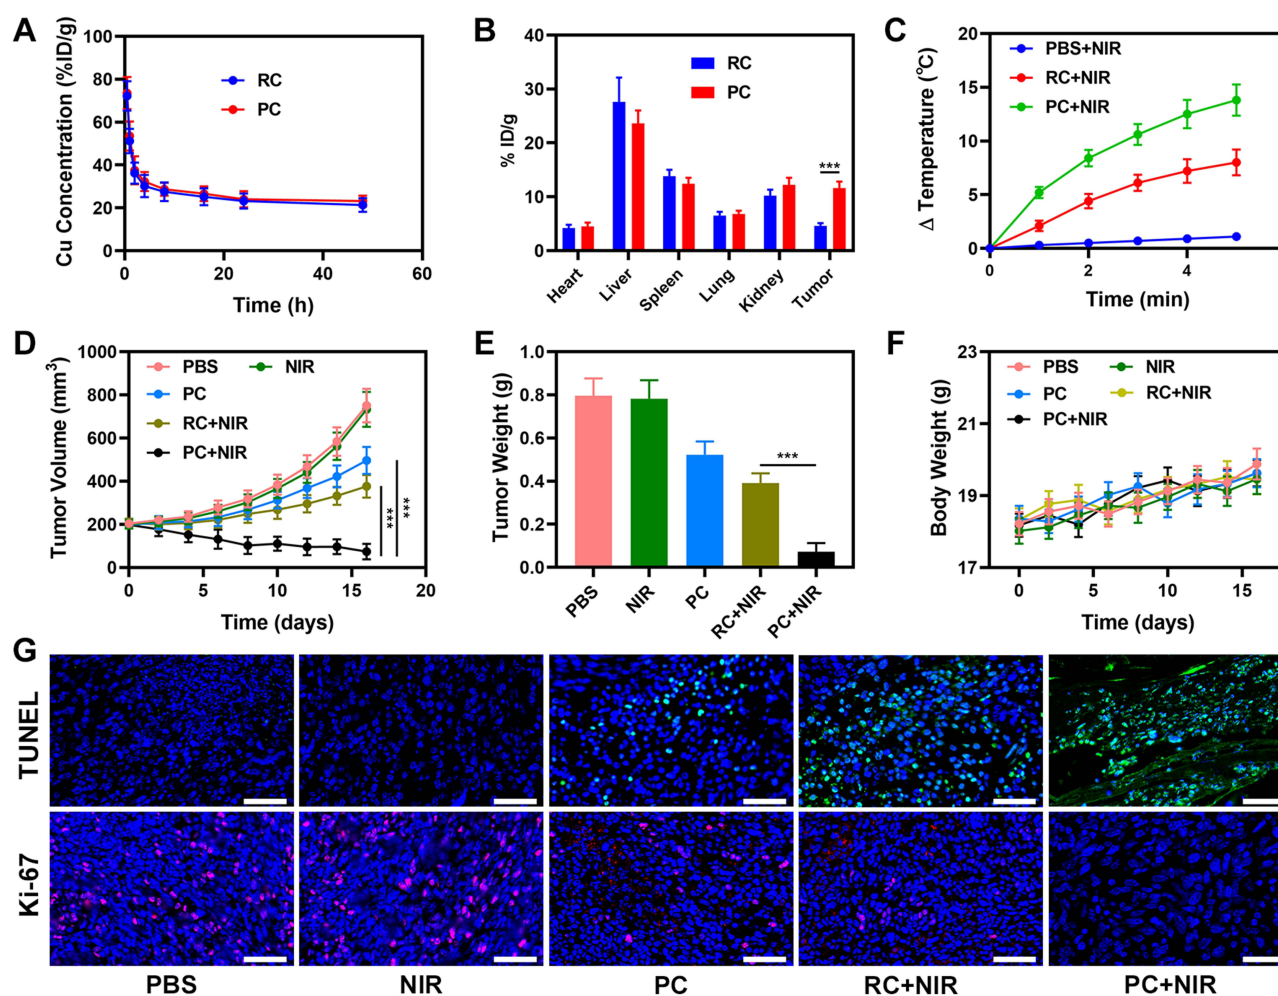 A
Cu Concentration (%ID/g)
100
80
60
40
20
0
RC
PC
0 20 40 60
Time (h)
B
% ID/g
40
30
20
10
0
RC
PC
***
Heart Liver Spleen Lung Kidney Tumor
C
Δ Temperature (℃)
20
15
10
5
0
PBS+NIR
RC+NIR
PC+NIR
0 2 4
Time (min)
D
Tumor Volume (mm³)
1000
800
600
400
200
0
PBS NIR
PC
RC+NIR
PC+NIR
***
***
0 5 10 15 20
Time (days)
E
Tumor Weight (g)
1.0
0.8
0.6
0.4
0.2
0.0
***
PBS NIR PC RC+NIR PC+NIR
F
Body Weight (g)
23
21
19
17
PBS NIR
PC RC+NIR
PC+NIR
0 5 10 15
Time (days)
G
TUNEL
Ki-67
PBS NIR PC RC+NIR PC+NIR